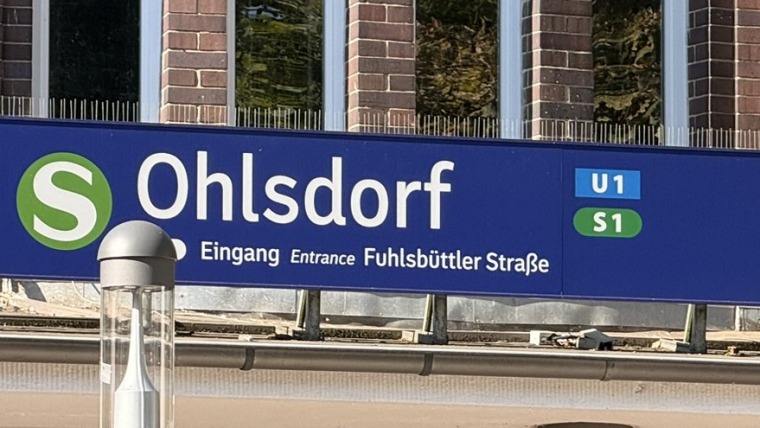 S Ohlsdorf
U1
S1
Eingang Entrance Fuhlsbüttler Straße